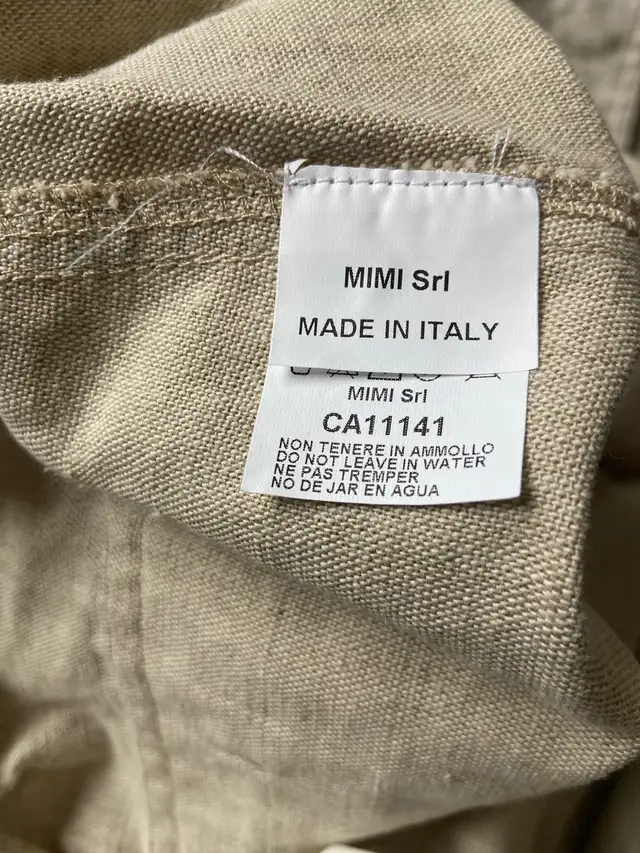 MIMI Srl
MADE IN ITALY
MIMI Srl
CA11141
NON TENERE IN AMMOLLO
DO NOT LEAVE IN WATER
NE PAS TREMPER
NO DE JAR EN AGUA